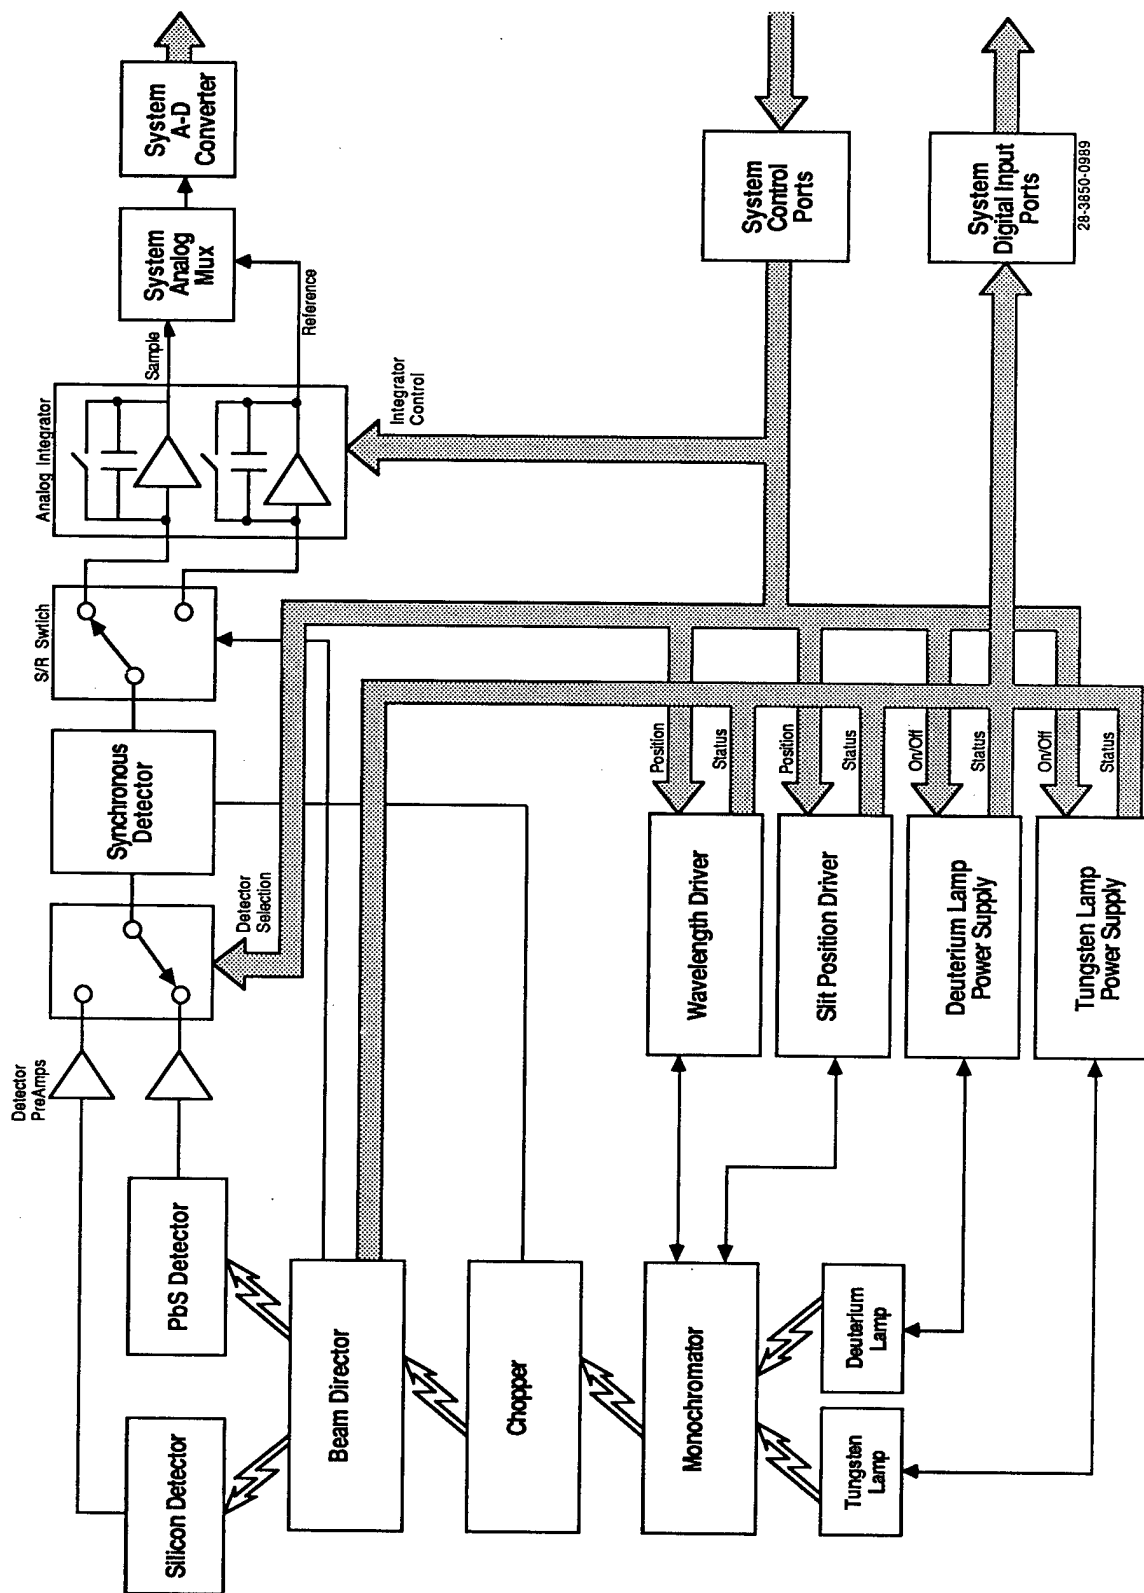 Silicon Detector
PbS Detector
Detector
PreAmps
Beam Director
Chopper
Monochromator
Tungsten
Lamp
Deuterium
Lamp
Detector
Selection
Synchronous
Detector
S/R Switch
Analog Integrator
Sample
Reference
System
Analog
Mux
System
A-D
Converter
Integrator
Control
Wavelength Driver
Position
Status
Slit Position Driver
Position
Status
Deuterium Lamp
Power Supply
On/Off
Status
Tungsten Lamp
Power Supply
On/Off
Status
System
Control
Ports
System
Digital Input
Ports
28-3850-0989